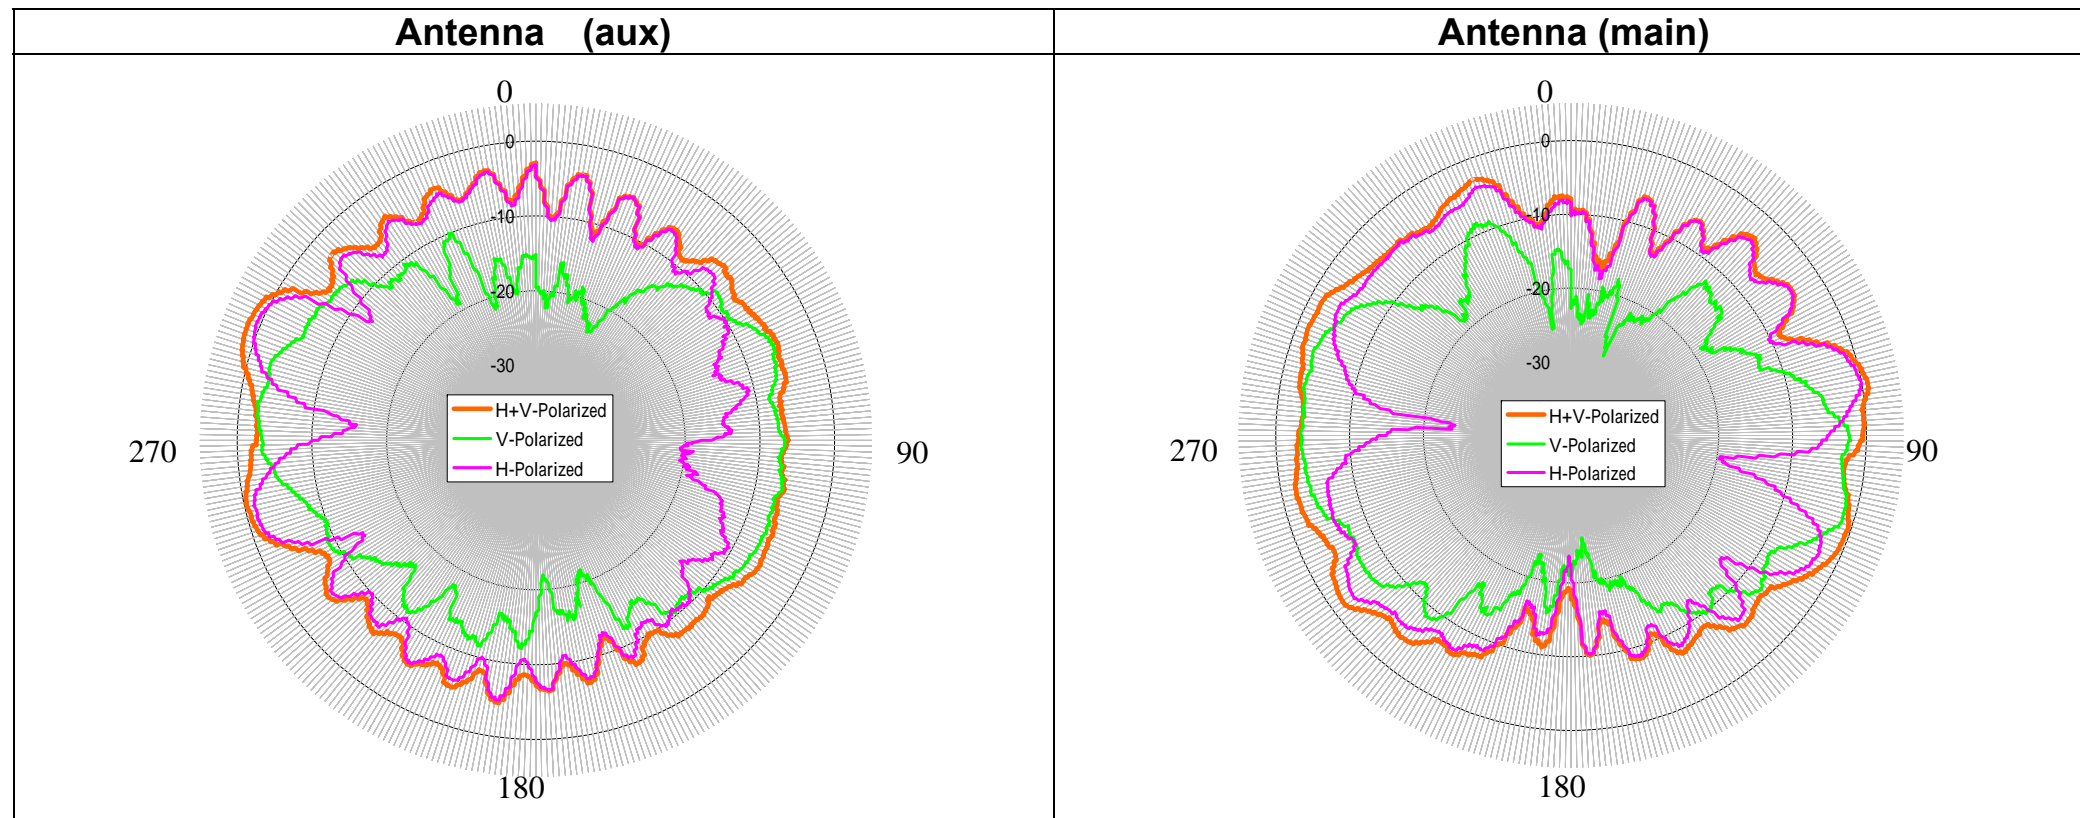 Antenna (aux)
Antenna (main)
0
0
-10
-20
-30
H+V-Polarized
V-Polarized
H-Polarized
270
90
180
0
0
-10
-20
-30
H+V-Polarized
V-Polarized
H-Polarized
270
90
180